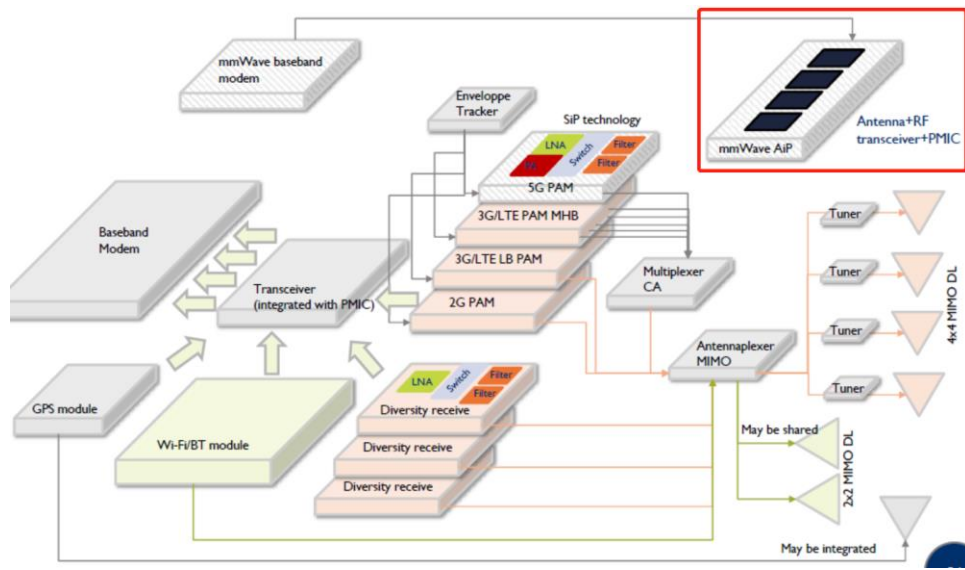 mmWave baseband
modem
Enveloppe
Tracker
SiP technology
LNA
Switch
Filter
PA
Filter
5G PAM
3G/LTE PAM MHB
3G/LTE LB PAM
2G PAM
mmWave AiP
Antenna+RF
transceiver+PMIC
Baseband
Modem
Transceiver
(integrated with PMIC)
Multiplexer
CA
Antennaplexer
MIMO
Tuner
Tuner
Tuner
Tuner
4x4 MIMO DL
GPS module
Wi-Fi/BT module
LNA
Switch
Filter
Filter
Diversity receive
Diversity receive
Diversity receive
May be shared
2x2 MIMO DL
May be integrated